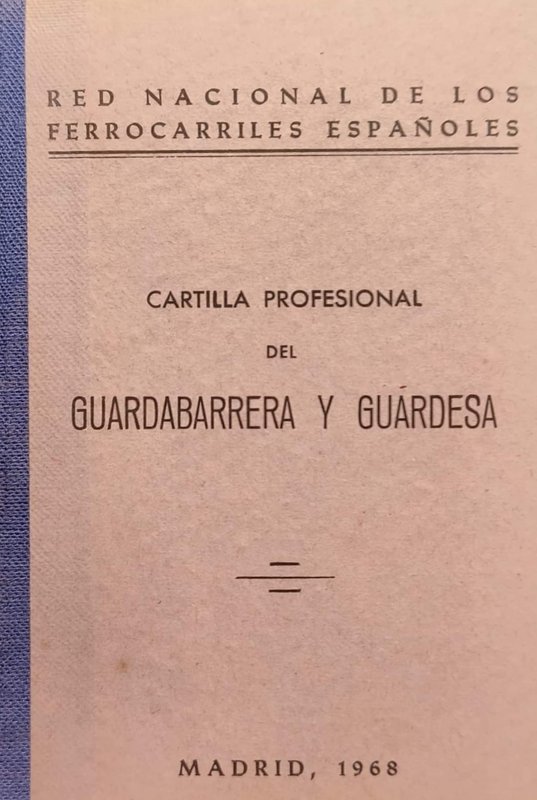 RED NACIONAL DE LOS
FERROCARRILES ESPAÑOLES
CARTILLA PROFESIONAL
DEL
GUARDABARRERA Y GUÁRDESA
MADRID, 1968